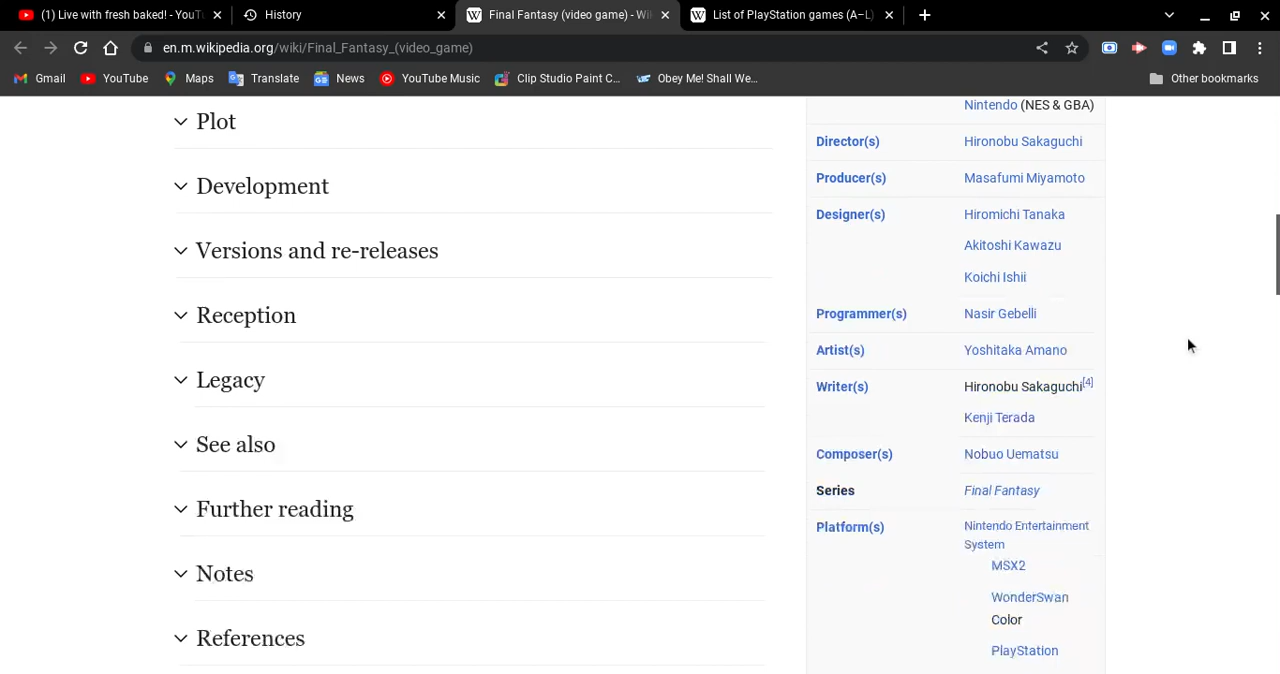 (1) Live with fresh baked! - YouTu
History
Final Fantasy (video game) - Wi
List of PlayStation games (A–L)
en.m.wikipedia.org/wiki/Final_Fantasy_(video_game)
Gmail YouTube Maps Translate News YouTube Music Clip Studio Paint C... Obey Me! Shall We... Other bookmarks
Plot
Development
Versions and re-releases
Reception
Legacy
See also
Further reading
Notes
References
Nintendo (NES & GBA)
Director(s) Hironobu Sakaguchi
Producer(s) Masafumi Miyamoto
Designer(s) Hiromichi Tanaka
Akitoshi Kawazu
Koichi Ishii
Programmer(s) Nasir Gebelli
Artist(s) Yoshitaka Amano
Writer(s) Hironobu Sakaguchi[4]
Kenji Terada
Composer(s) Nobuo Uematsu
Series Final Fantasy
Platform(s) Nintendo Entertainment
System
MSX2
WonderSwan
Color
PlayStation